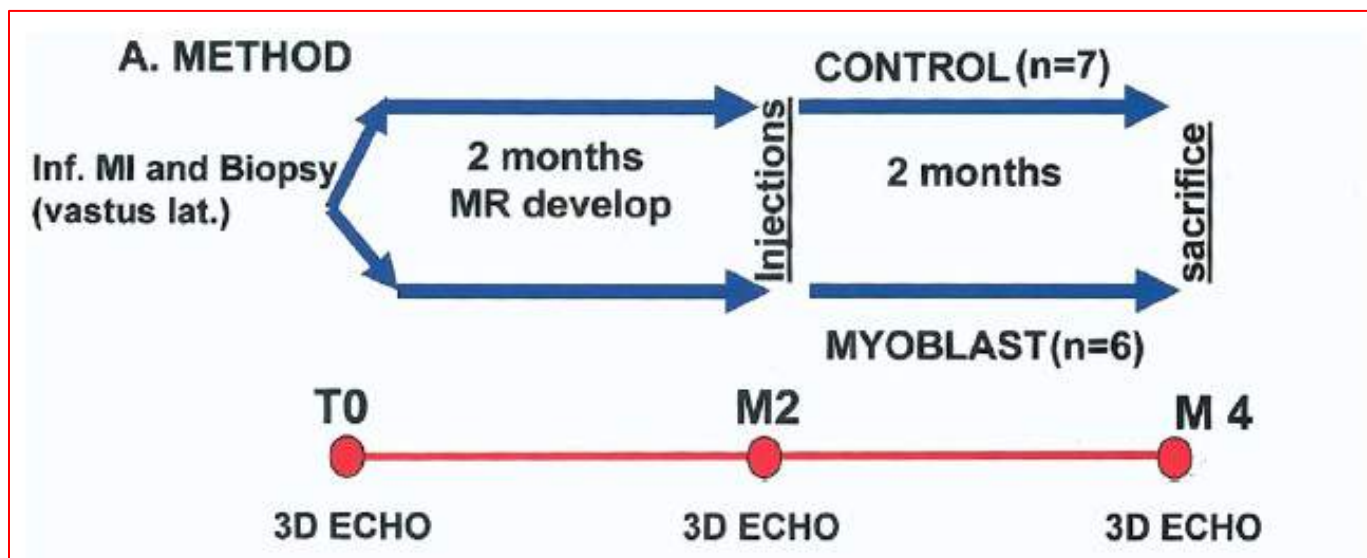 A. METHOD
CONTROL (n=7)
Inf. MI and Biopsy
(vastus lat.)
2 months
MR develop
Injections
2 months
sacrifice
MYOBLAST (n=6)
T0
M2
M 4
3D ECHO
3D ECHO
3D ECHO